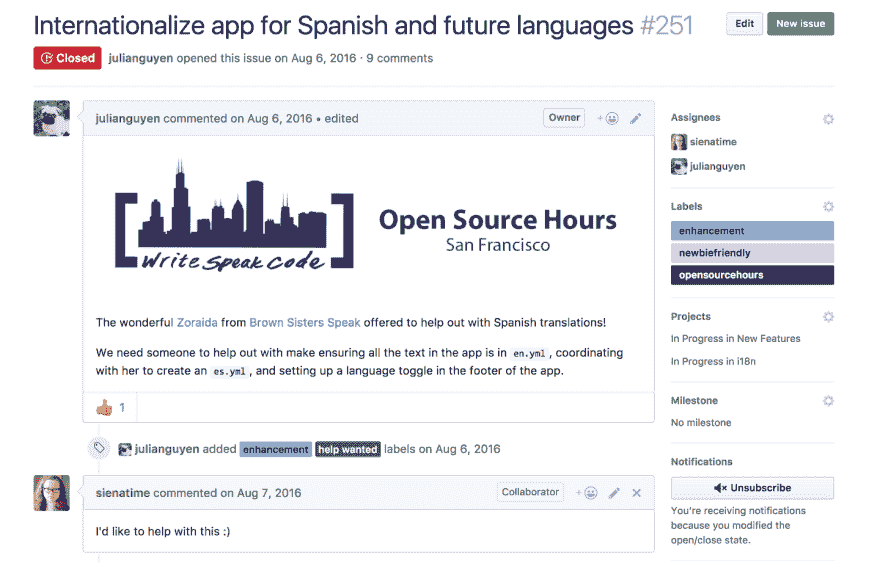 Internationalize app for Spanish and future languages #251
Edit
New issue
Closed
julianguyen opened this issue on Aug 6, 2016 · 9 comments
julianguyen commented on Aug 6, 2016 • edited
Owner
Write Speak Code
Open Source Hours
San Francisco
The wonderful Zoraida from Brown Sisters Speak offered to help out with Spanish translations!
We need someone to help out with make ensuring all the text in the app is in en.yml, coordinating
with her to create an es.yml, and setting up a language toggle in the footer of the app.
1
julianguyen added enhancement help wanted labels on Aug 6, 2016
sienatime commented on Aug 7, 2016
Collaborator
I'd like to help with this :)
Assignees
sienatime
julianguyen
Labels
enhancement
newbiefriendly
opensourcehours
Projects
In Progress in New Features
In Progress in i18n
Milestone
No milestone
Notifications
Unsubscribe
You're receiving notifications
because you modified the
open/close state.